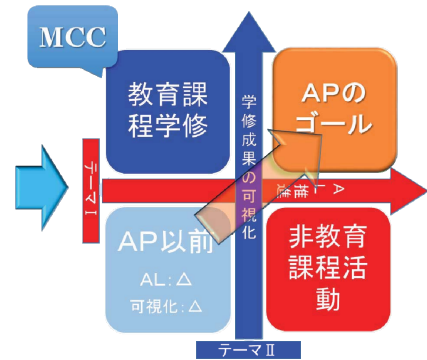 MCC
教育課
程学修
APの
ゴール
学修成果の可視化
テーマⅠ
AL推進
AP以前
AL:△
可視化:△
非教育
課程活
動
テーマⅡ